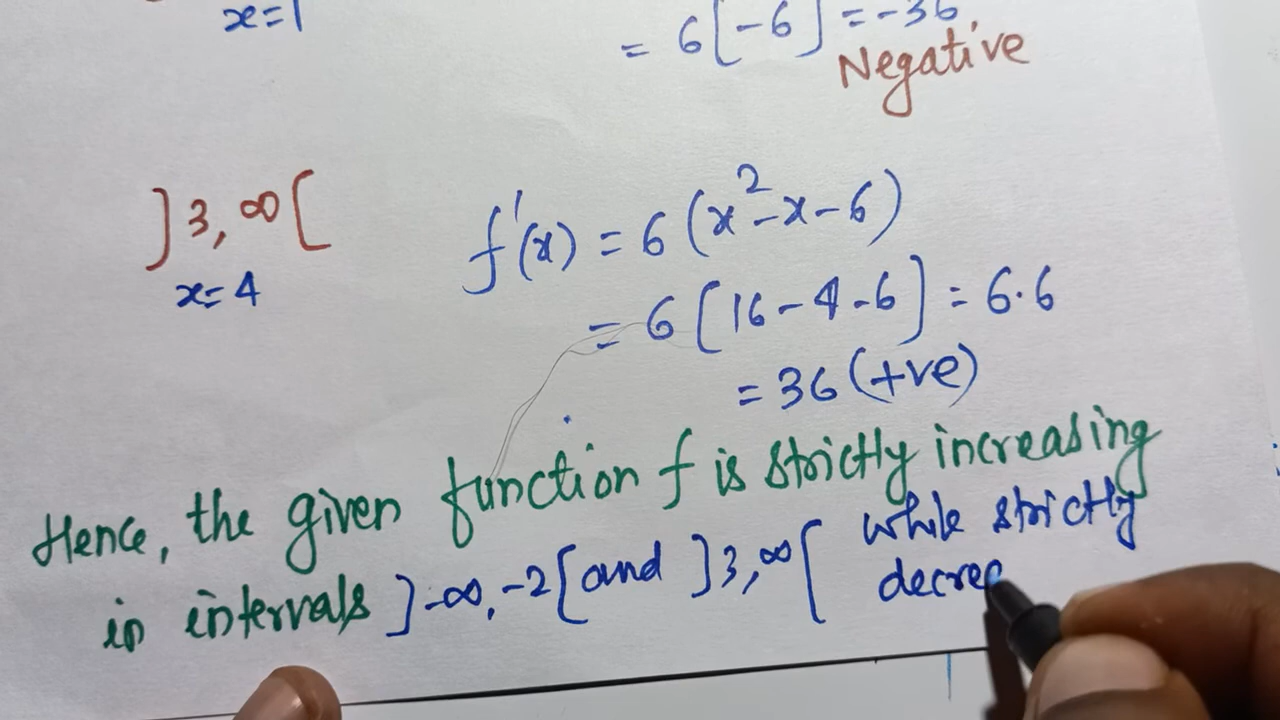 x=1
= 6[-6] = -36
Negative
]3, ∞[
x=4
f'(x) = 6(x²-x-6)
= 6[16-4-6] = 6·6
= 36 (+ve)
Hence, the given function f is strictly increasing
in intervals ]-∞, -2[ and ]3, ∞[ while strictly
decrea